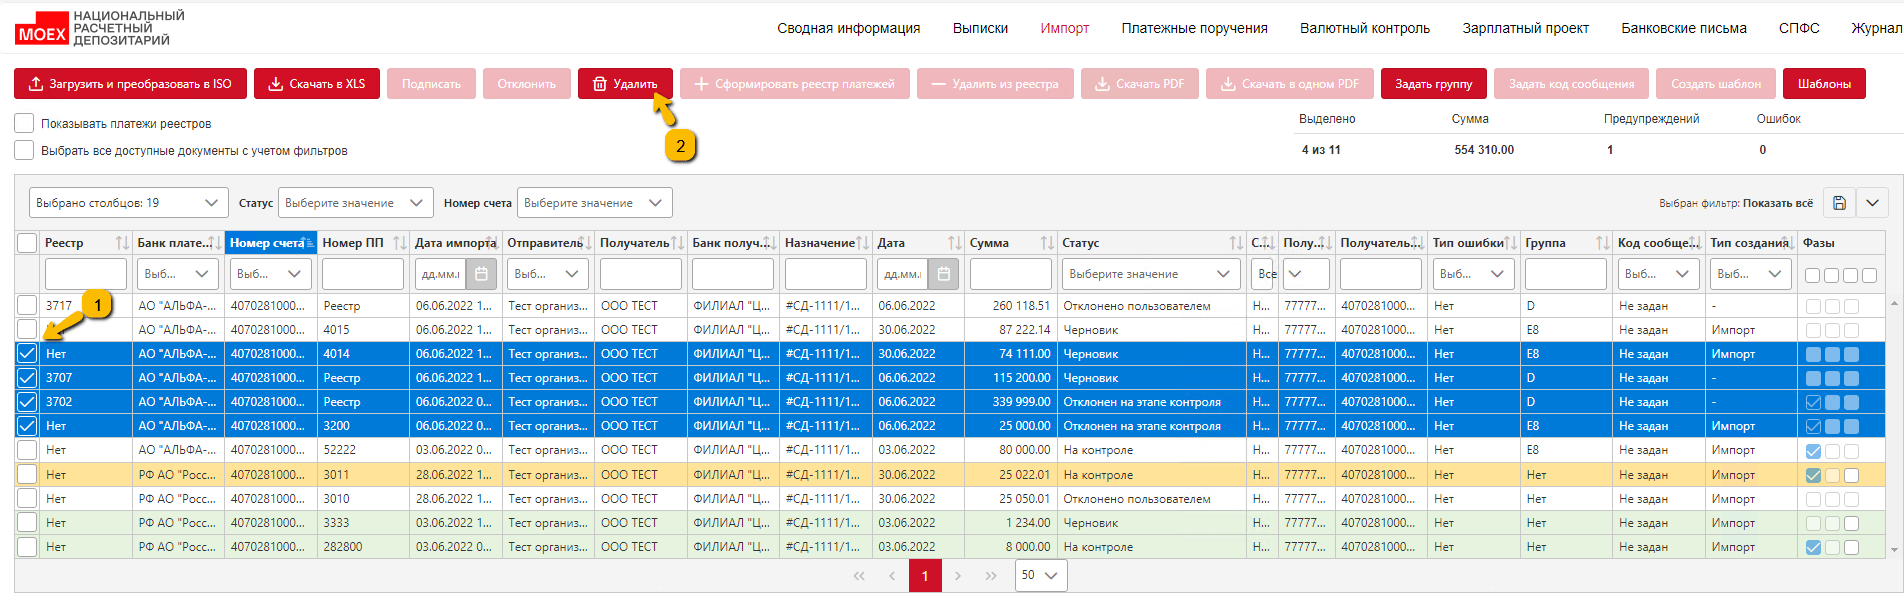 MOEX НАЦИОНАЛЬНЫЙ РАСЧЕТНЫЙ ДЕПОЗИТАРИЙ
Сводная информация Выписки Импорт Платежные поручения Валютный контроль Зарплатный проект Банковские письма СПФС Журнал
Загрузить и преобразовать в ISO Скачать в XLS Подписать Отклонить Удалить Сформировать реестр платежей Удалить из реестра Скачать PDF Скачать в одном PDF Задать группу Задать код сообщения Создать шаблон Шаблоны
Показывать платежи реестров
Выбрать все доступные документы с учетом фильтров
2
Выделено Сумма Предупреждений Ошибок
4 из 11 554 310.00 1 0
Выбрано столбцов: 19 Статус Выберите значение Номер счета Выберите значение Выбран фильтр: Показать всё
Реестр Банк плате... Номер счета Номер ПП Дата импорта Отправитель Получатель Банк получ... Назначение Дата Сумма Статус С... Полу... Получатель... Тип ошибки Группа Код сообще... Тип создания Фазы
Выб... Выб... дд.мм.г Выб... дд.мм.г Выберите значение Все Выб... Выб... Выб...
3717 АО "АЛЬФА-... 4070281000... Реестр 06.06.2022 1... Тест организ... ООО ТЕСТ ФИЛИАЛ "Ц... #СД-1111/1... 06.06.2022 260 118.51 Отклонено пользователем Н... 77777... 4070281000... Нет D Не задан -
1
АО "АЛЬФА-... 4070281000... 4015 06.06.2022 1... Тест организ... ООО ТЕСТ ФИЛИАЛ "Ц... #СД-1111/1... 30.06.2022 87 222.14 Черновик Н... 77777... 4070281000... Нет E8 Не задан Импорт
Нет АО "АЛЬФА-... 4070281000... 4014 06.06.2022 1... Тест организ... ООО ТЕСТ ФИЛИАЛ "Ц... #СД-1111/1... 30.06.2022 74 111.00 Черновик Н... 77777... 4070281000... Нет E8 Не задан Импорт
3707 АО "АЛЬФА-... 4070281000... Реестр 06.06.2022 1... Тест организ... ООО ТЕСТ ФИЛИАЛ "Ц... #СД-1111/1... 06.06.2022 115 200.00 Черновик Н... 77777... 4070281000... Нет D Не задан -
3702 АО "АЛЬФА-... 4070281000... Реестр 06.06.2022 0... Тест организ... ООО ТЕСТ ФИЛИАЛ "Ц... #СД-1111/1... 06.06.2022 339 999.00 Отклонен на этапе контроля Н... 77777... 4070281000... Нет D Не задан -
Нет АО "АЛЬФА-... 4070281000... 3200 06.06.2022 0... Тест организ... ООО ТЕСТ ФИЛИАЛ "Ц... #СД-1111/1... 06.06.2022 25 000.00 Отклонен на этапе контроля Н... 77777... 4070281000... Нет E8 Не задан Импорт
Нет АО "АЛЬФА-... 4070281000... 52222 03.06.2022 0... Тест организ... ООО ТЕСТ ФИЛИАЛ "Ц... #СД-1111/1... 03.06.2022 80 000.00 На контроле Н... 77777... 4070281000... Нет E8 Не задан Импорт
Нет РФ АО "Росс... 4070281000... 3011 28.06.2022 1... Тест организ... ООО ТЕСТ ФИЛИАЛ "Ц... #СД-1111/1... 30.06.2022 25 022.01 На контроле Н... 77777... 4070281000... Нет Нет Не задан Импорт
Нет РФ АО "Росс... 4070281000... 3010 28.06.2022 1... Тест организ... ООО ТЕСТ ФИЛИАЛ "Ц... #СД-1111/1... 30.06.2022 25 050.01 Отклонено пользователем Н... 77777... 4070281000... Нет Нет Не задан Импорт
Нет РФ АО "Росс... 4070281000... 3333 03.06.2022 1... Тест организ... ООО ТЕСТ ФИЛИАЛ "Ц... #СД-1111/1... 03.06.2022 1 234.00 Черновик Н... 77777... 4070281000... Нет Нет Не задан Импорт
Нет РФ АО "Росс... 4070281000... 282800 03.06.2022 0... Тест организ... ООО ТЕСТ ФИЛИАЛ "Ц... #СД-1111/1... 03.06.2022 8 000.00 На контроле Н... 77777... 4070281000... Нет Нет Не задан Импорт
1 50